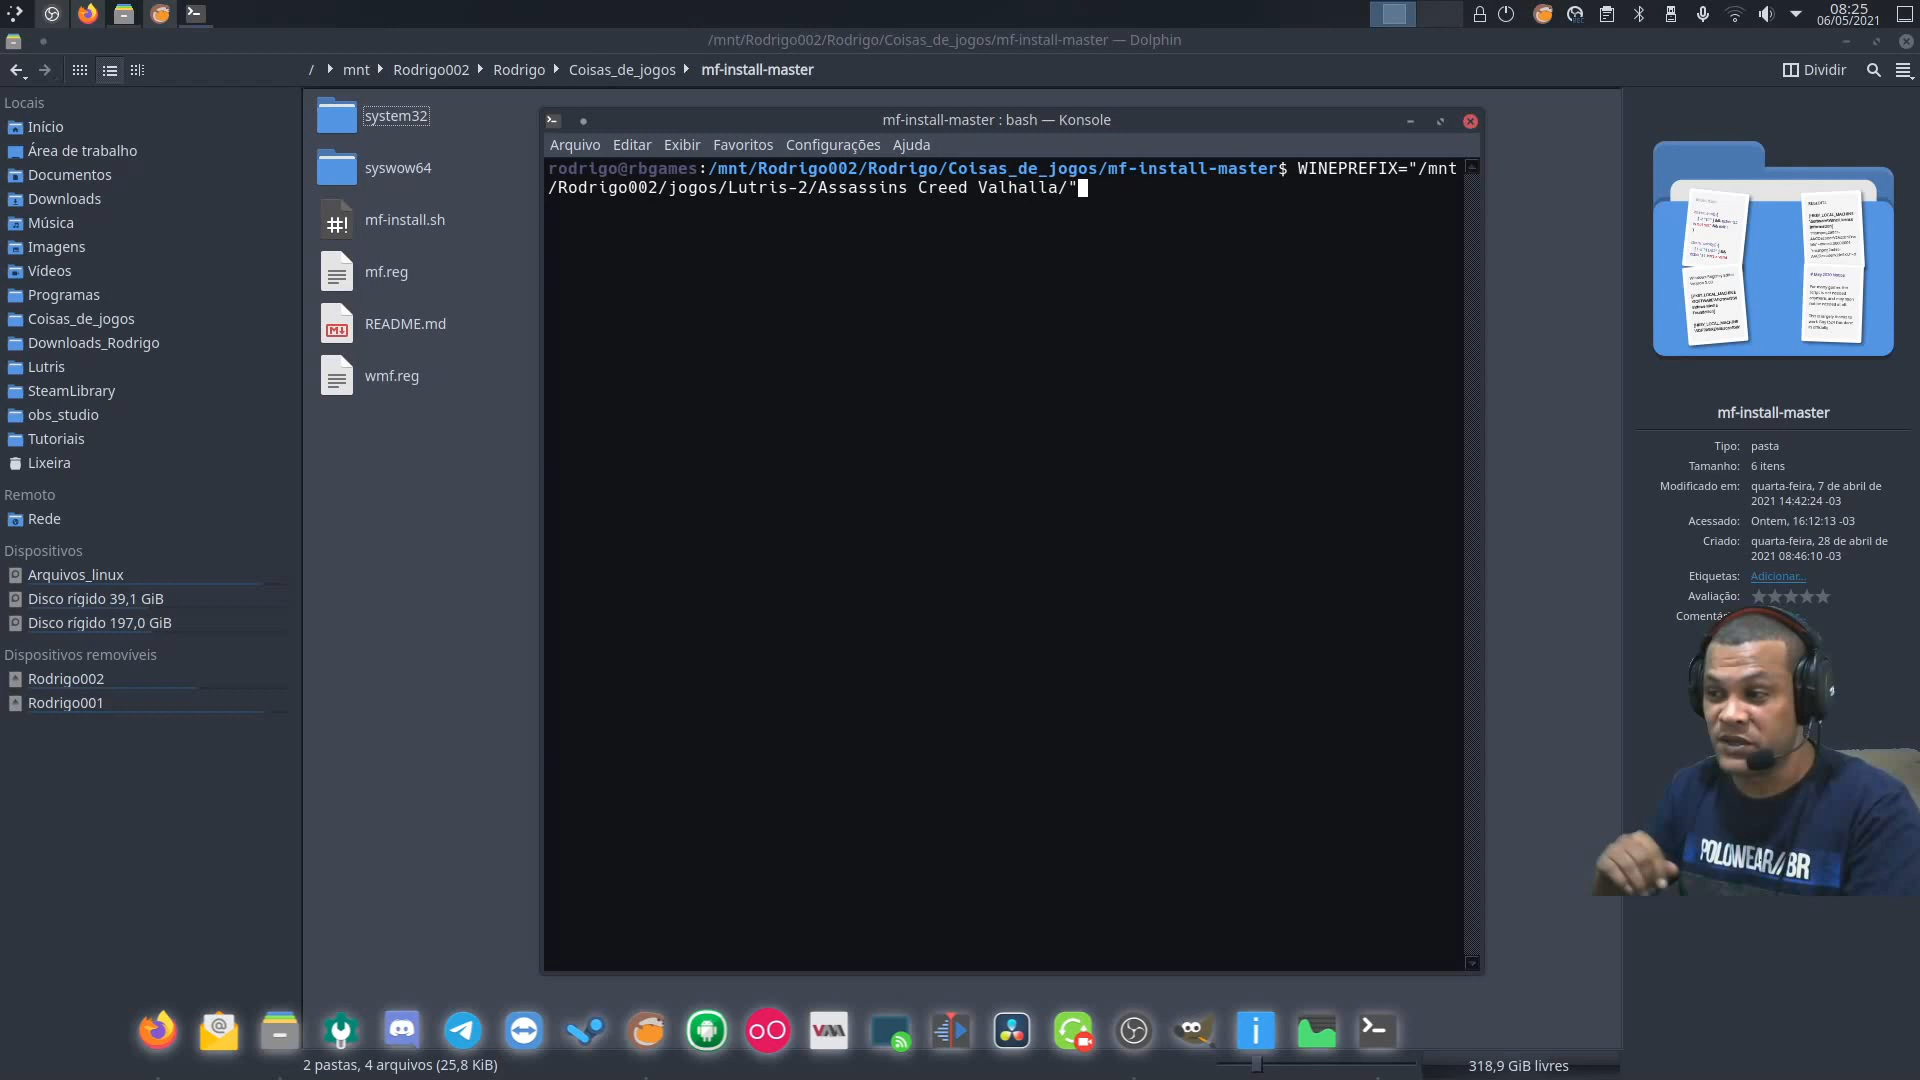 08:25
06/05/2021
/mnt/Rodrigo002/Rodrigo/Coisas_de_jogos/mf-install-master — Dolphin
/ mnt Rodrigo002 Rodrigo Coisas_de_jogos mf-install-master
Dividir
Locais
Início
Área de trabalho
Documentos
Downloads
Música
Imagens
Vídeos
Programas
Coisas_de_jogos
Downloads_Rodrigo
Lutris
SteamLibrary
obs_studio
Tutoriais
Lixeira
Remoto
Rede
Dispositivos
Arquivos_linux
Disco rígido 39,1 GiB
Disco rígido 197,0 GiB
Dispositivos removíveis
Rodrigo002
Rodrigo001
system32
syswow64
mf-install.sh
mf.reg
README.md
wmf.reg
mf-install-master : bash — Konsole
Arquivo Editar Exibir Favoritos Configurações Ajuda
rodrigo@rbgames:/mnt/Rodrigo002/Rodrigo/Coisas_de_jogos/mf-install-master$ WINEPREFIX="/mnt
/Rodrigo002/jogos/Lutris-2/Assassins Creed Valhalla/"
mf-install-master
Tipo: pasta
Tamanho: 6 itens
Modificado em: quarta-feira, 7 de abril de
2021 14:42:24 -03
Acessado: Ontem, 16:12:13 -03
Criado: quarta-feira, 28 de abril de
2021 08:46:10 -03
Etiquetas: Adicionar...
Avaliação:
POLOWEAR/BR
2 pastas, 4 arquivos (25,8 KiB)
318,9 GiB livres